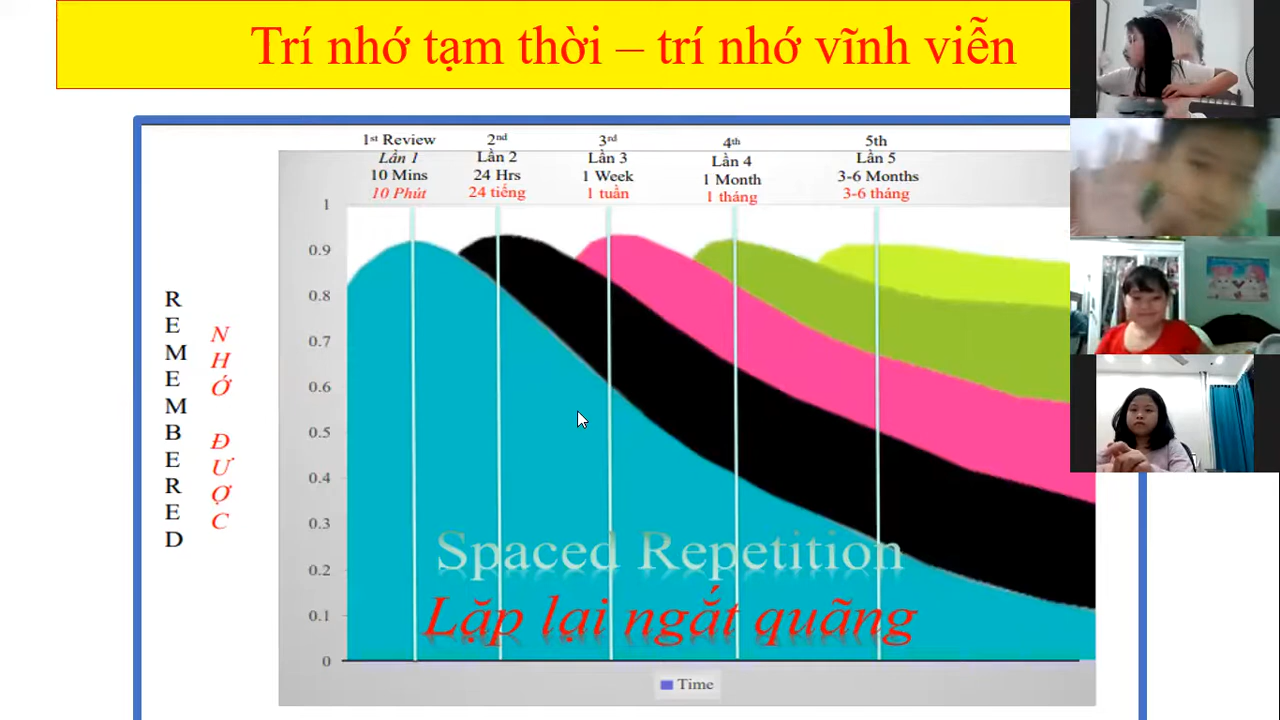 Trí nhớ tạm thời – trí nhớ vĩnh viễn
1st Review
Lần 1
10 Mins
10 Phút
2nd
Lần 2
24 Hrs
24 tiếng
3rd
Lần 3
1 Week
1 tuần
4th
Lần 4
1 Month
1 tháng
5th
Lần 5
3-6 Months
3-6 tháng
REMEMBERED
NHỚ ĐƯỢC
1
0.9
0.8
0.7
0.6
0.5
0.4
0.3
0.2
0.1
0
Spaced Repetition
Lặp lại ngắt quãng
Time